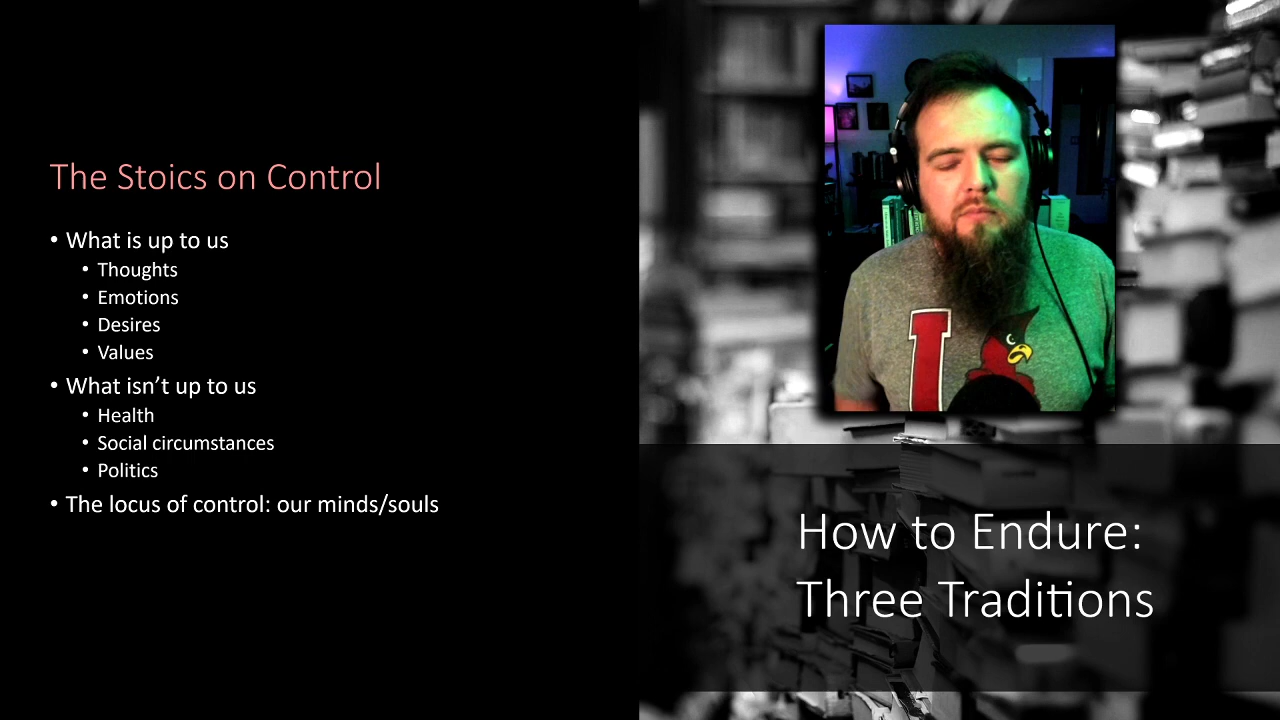 The Stoics on Control
• What is up to us
• Thoughts
• Emotions
• Desires
• Values
• What isn’t up to us
• Health
• Social circumstances
• Politics
• The locus of control: our minds/souls
I
How to Endure:
Three Traditions